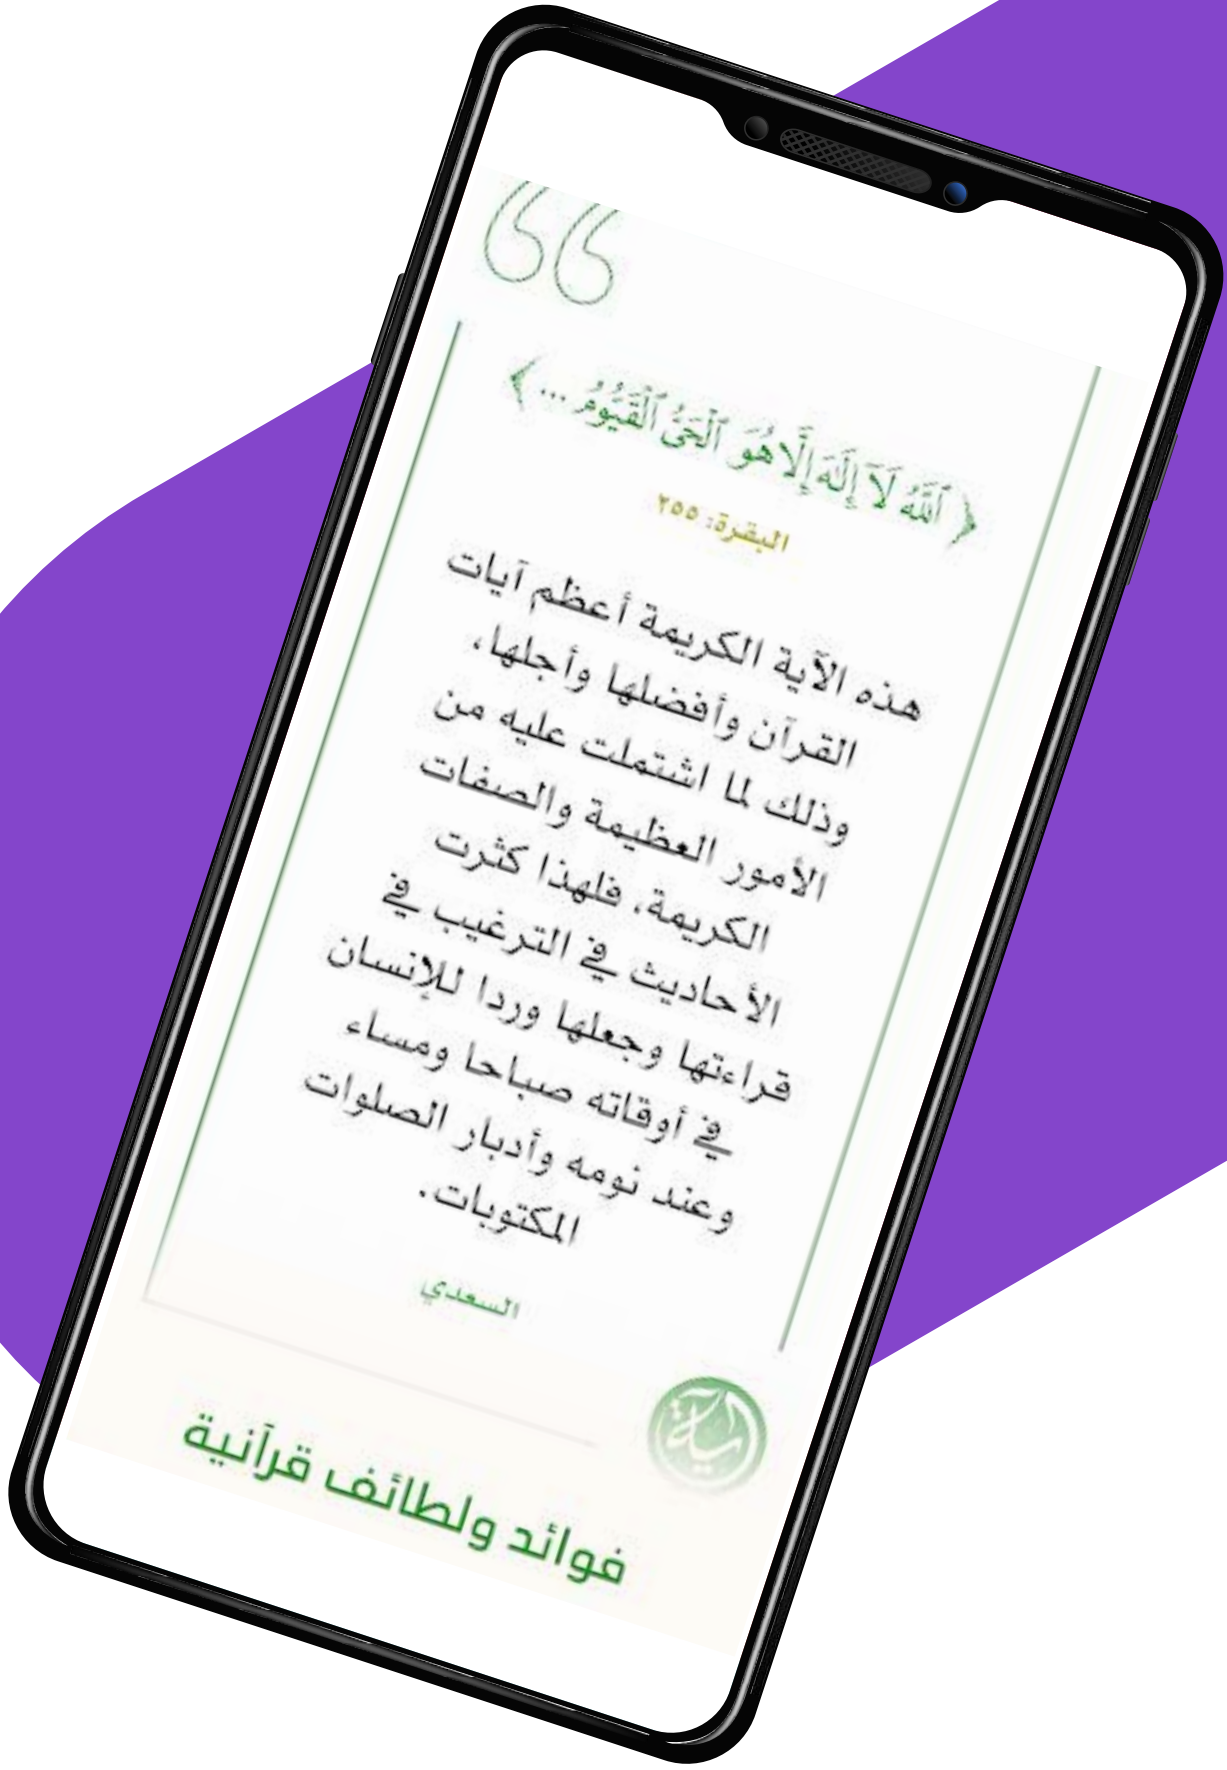 ﴿ ٱللَّهُ لَآ إِلَٰهَ إِلَّا هُوَ ٱلْحَىُّ ٱلْقَيُّومُ ... ﴾
البقرة: ٢٥٥
هذه الآية الكريمة أعظم آيات
القرآن وأفضلها وأجلها،
وذلك لما اشتملت عليه من
الأمور العظيمة والصفات
الكريمة، فلهذا كثرت
الأحاديث في الترغيب في
قراءتها وجعلها وردا للإنسان
في أوقاته صباحا ومساء
وعند نومه وأدبار الصلوات
المكتوبات.
السعدي
آية
فوائد ولطائف قرآنية